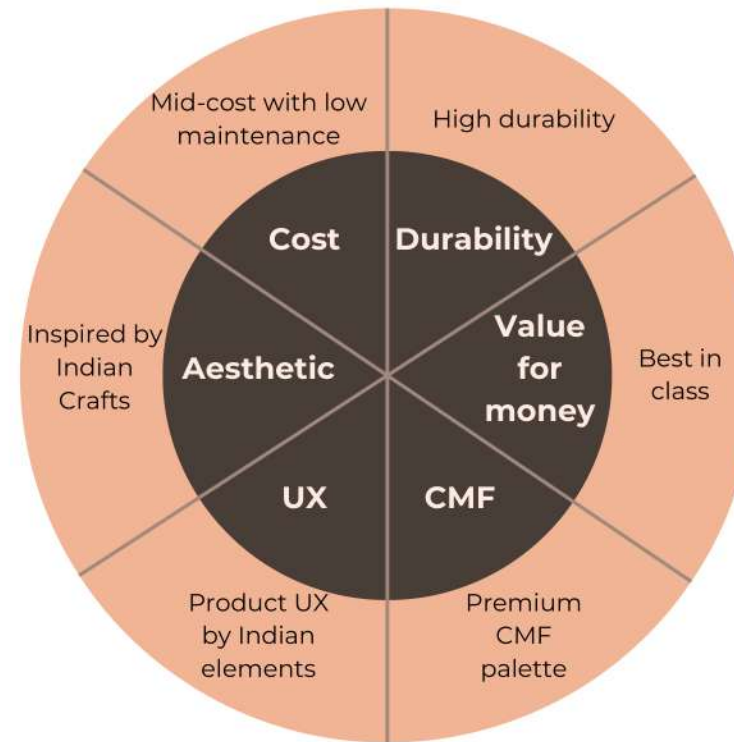 Mid-cost with low
maintenance
High durability
Cost
Durability
Inspired by
Indian
Crafts
Aesthetic
Value
for
money
Best in
class
UX
CMF
Product UX
by Indian
elements
Premium
CMF
palette